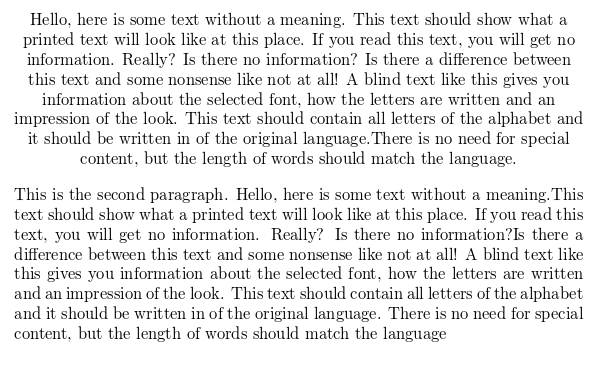 Hello, here is some text without a meaning. This text should show what a
printed text will look like at this place. If you read this text, you will get no
information. Really? Is there no information? Is there a difference between
this text and some nonsense like not at all! A blind text like this gives you
information about the selected font, how the letters are written and an
impression of the look. This text should contain all letters of the alphabet and
it should be written in of the original language.There is no need for special
content, but the length of words should match the language.
This is the second paragraph. Hello, here is some text without a meaning.This
text should show what a printed text will look like at this place. If you read this
text, you will get no information. Really? Is there no information?Is there a
difference between this text and some nonsense like not at all! A blind text like
this gives you information about the selected font, how the letters are written
and an impression of the look. This text should contain all letters of the alphabet
and it should be written in of the original language. There is no need for special
content, but the length of words should match the language